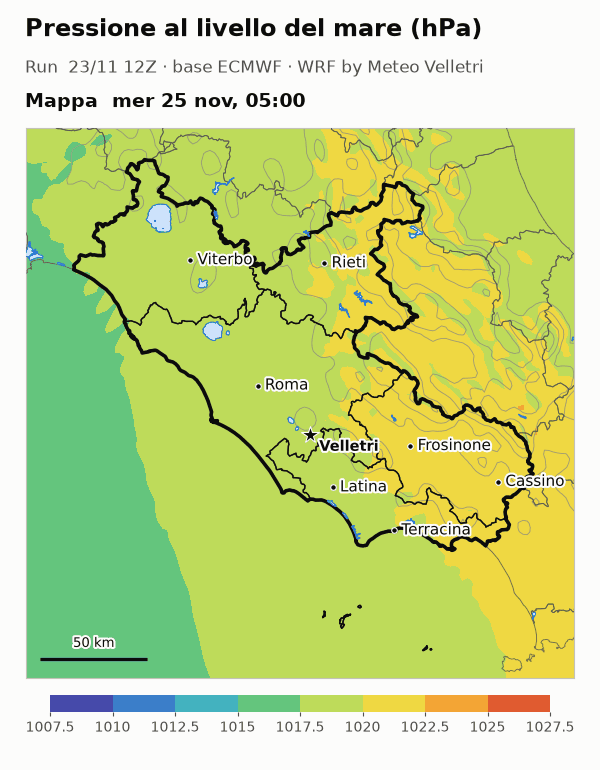 Pressione al livello del mare (hPa)
Run  23/11 12Z · base ECMWF · WRF by Meteo Velletri
Mappa  mer 25 nov, 05:00
Viterbo
Rieti
Roma
Velletri
Frosinone
Cassino
Latina
Terracina
50 km
1007.5 1010 1012.5 1015 1017.5 1020 1022.5 1025 1027.5